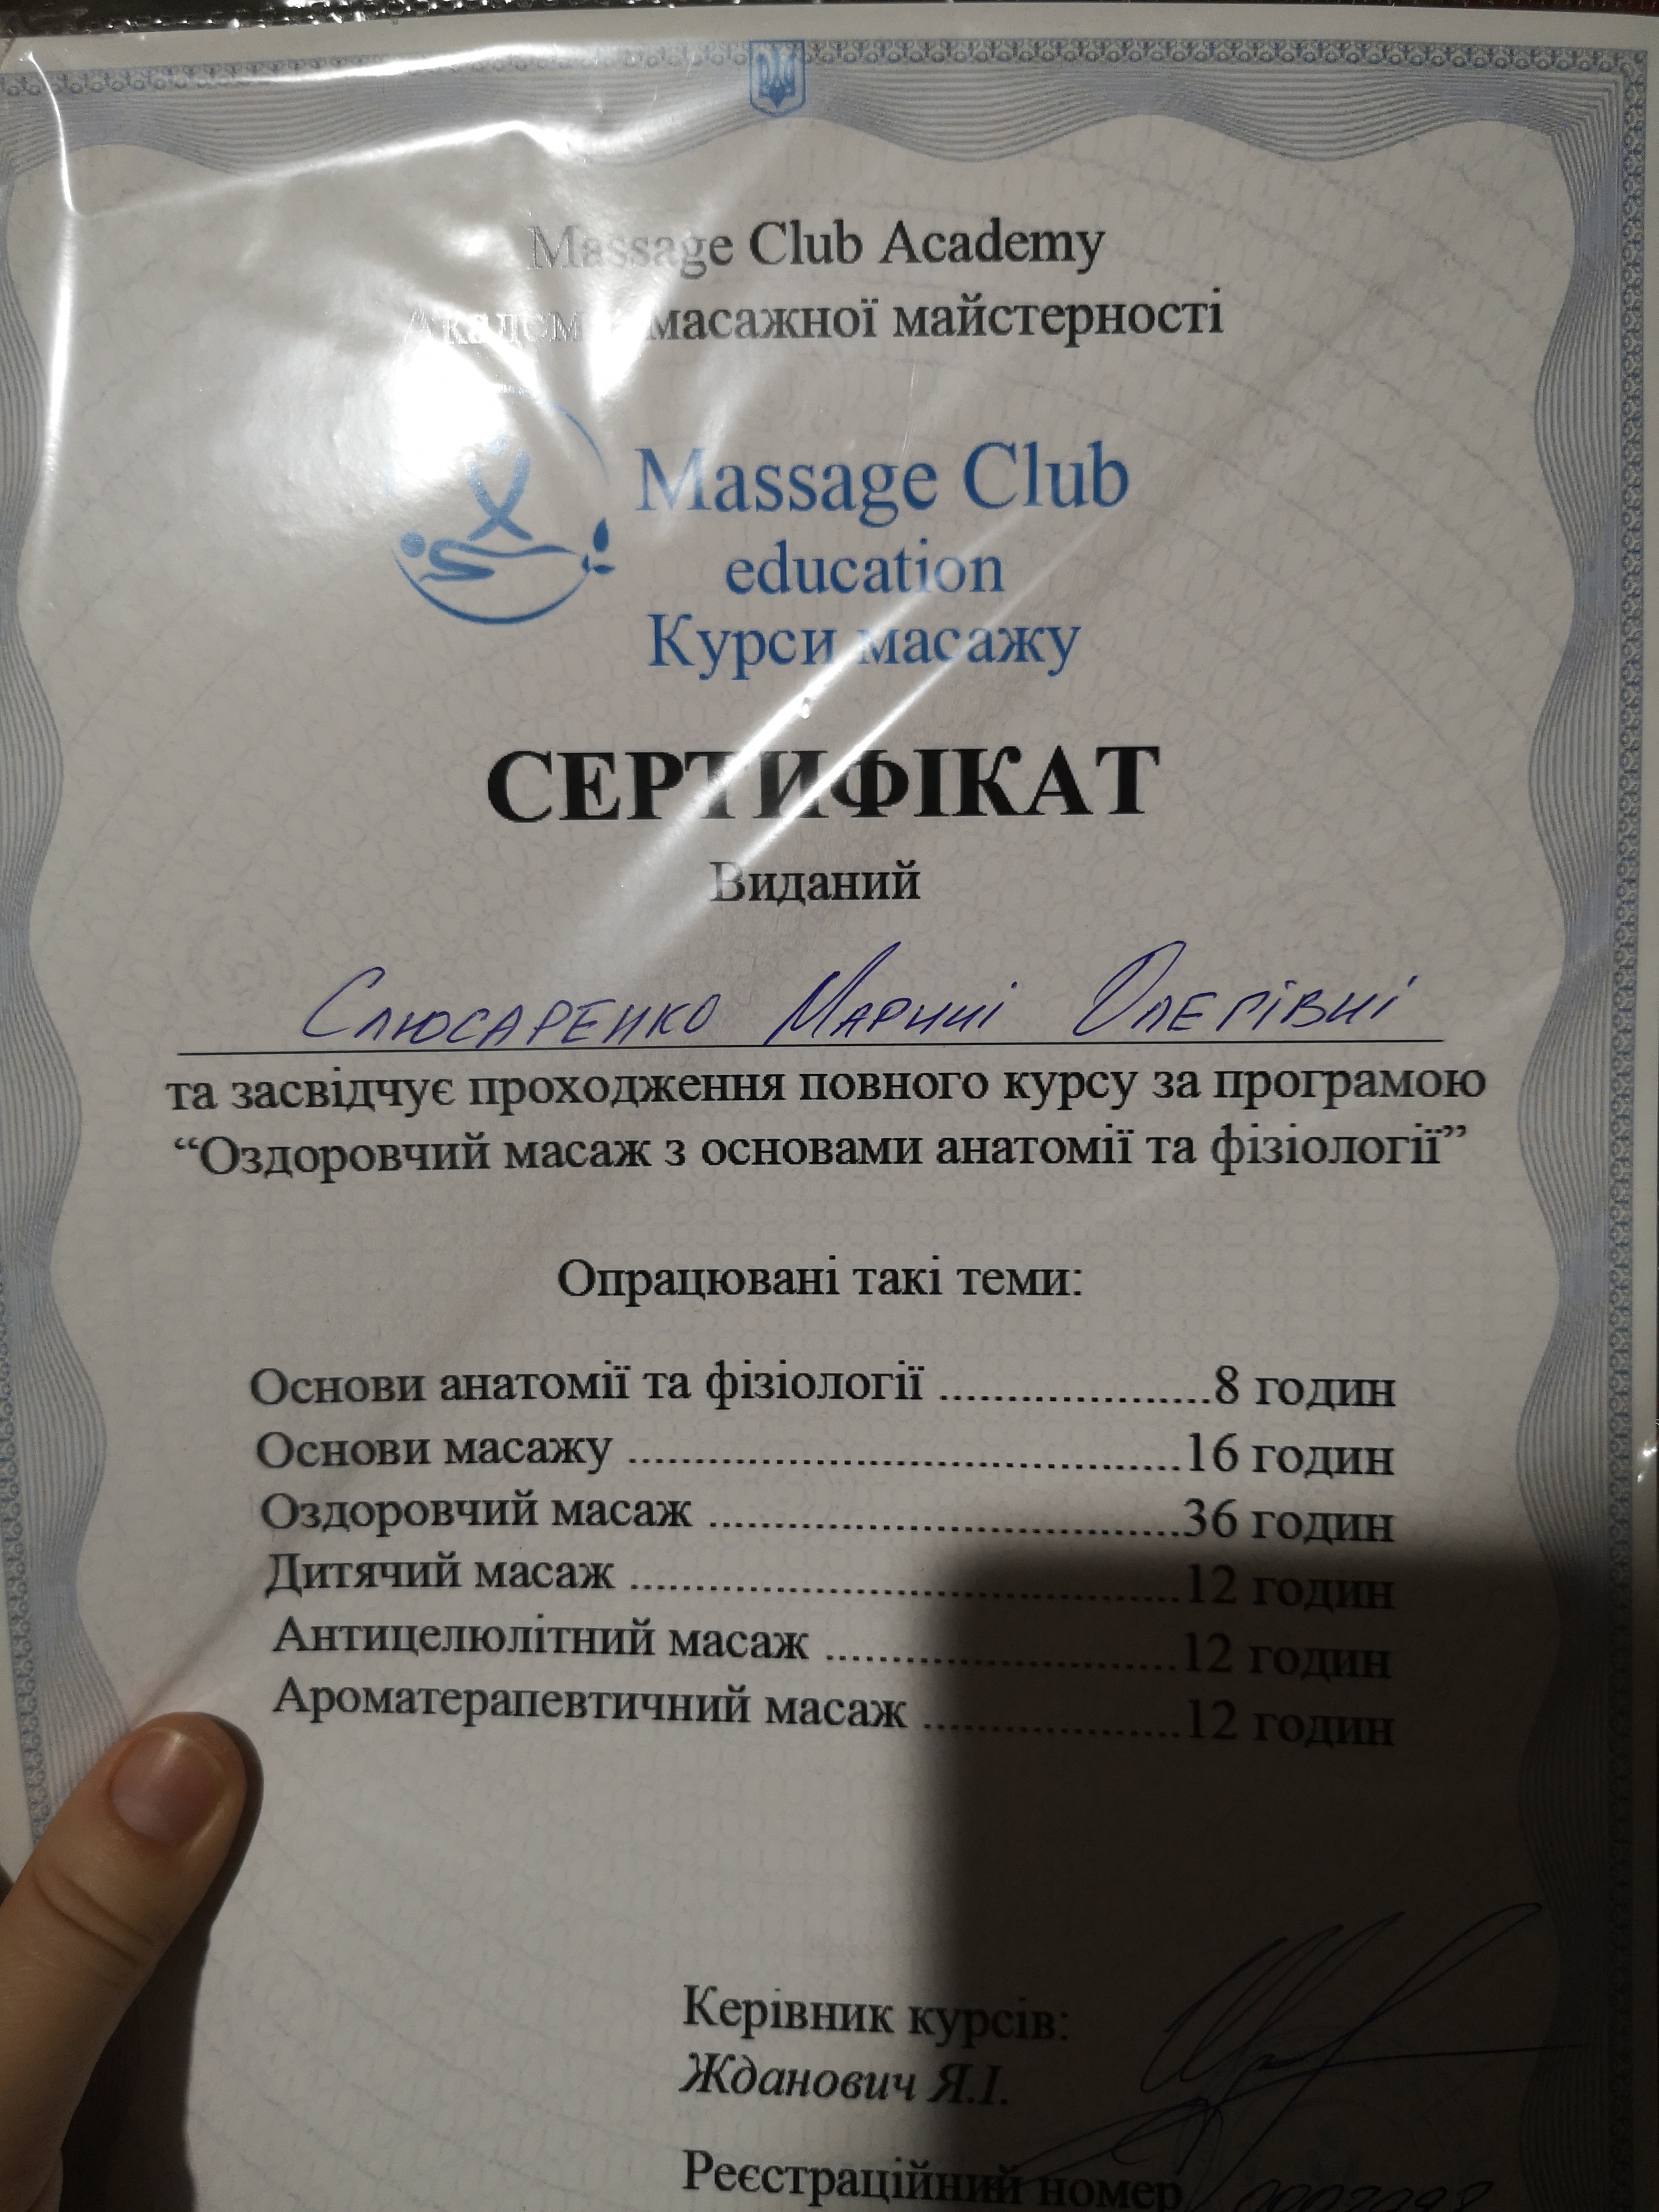 Massage Club Academy
Академія масажної майстерності
Massage Club
education
Курси масажу
СЕРТИФІКАТ
Виданий
Слюсаренко Марині Олегівні
та засвідчує проходження повного курсу за програмою
“Оздоровчий масаж з основами анатомії та фізіології”
Опрацювані такі теми:
Основи анатомії та фізіології ....................8 годин
Основи масажу ..........................................16 годин
Оздоровчий масаж ....................................36 годин
Дитячий масаж ..........................................12 годин
Антицелюлітний масаж ...........................12 годин
Ароматерапевтичний масаж ....................12 годин
Керівник курсів:
Жданович Я.І.
Реєстраційний номер